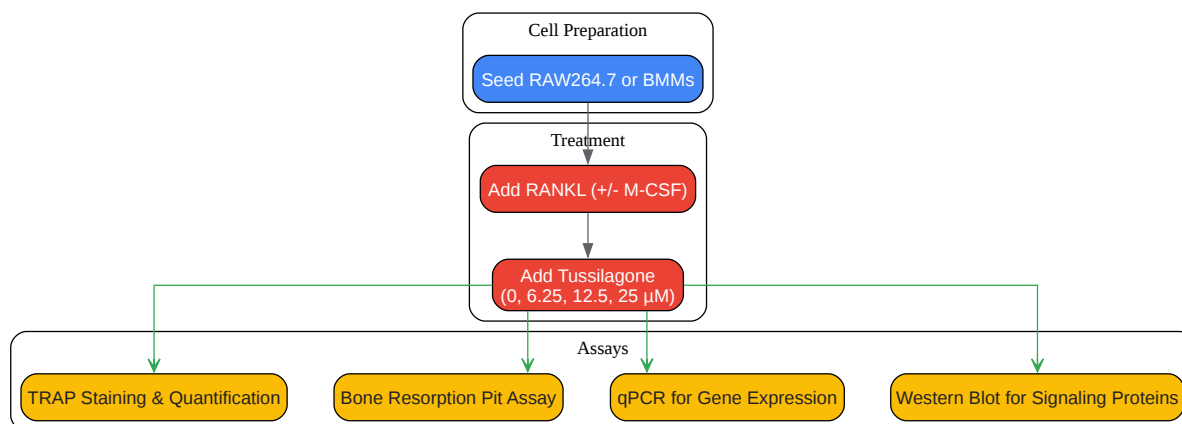 Cell Preparation
Seed RAW264.7 or BMMs
Treatment
Add RANKL (+/- M-CSF)
Add Tussilagone
(0, 6.25, 12.5, 25 µM)
Assays
TRAP Staining & Quantification
Bone Resorption Pit Assay
qPCR for Gene Expression
Western Blot for Signaling Proteins